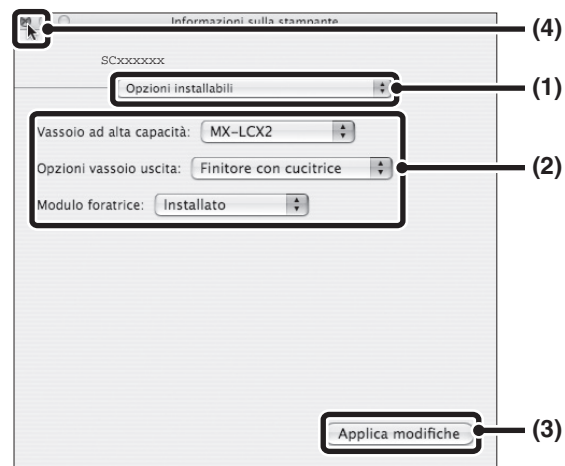 Informazioni sulla stampante
(4)
SCxxxxxx
Opzioni installabili
(1)
Vassoio ad alta capacità: MX-LCX2
Opzioni vassoio uscita: Finitore con cucitrice
(2)
Modulo foratrice: Installato
Applica modifiche
(3)